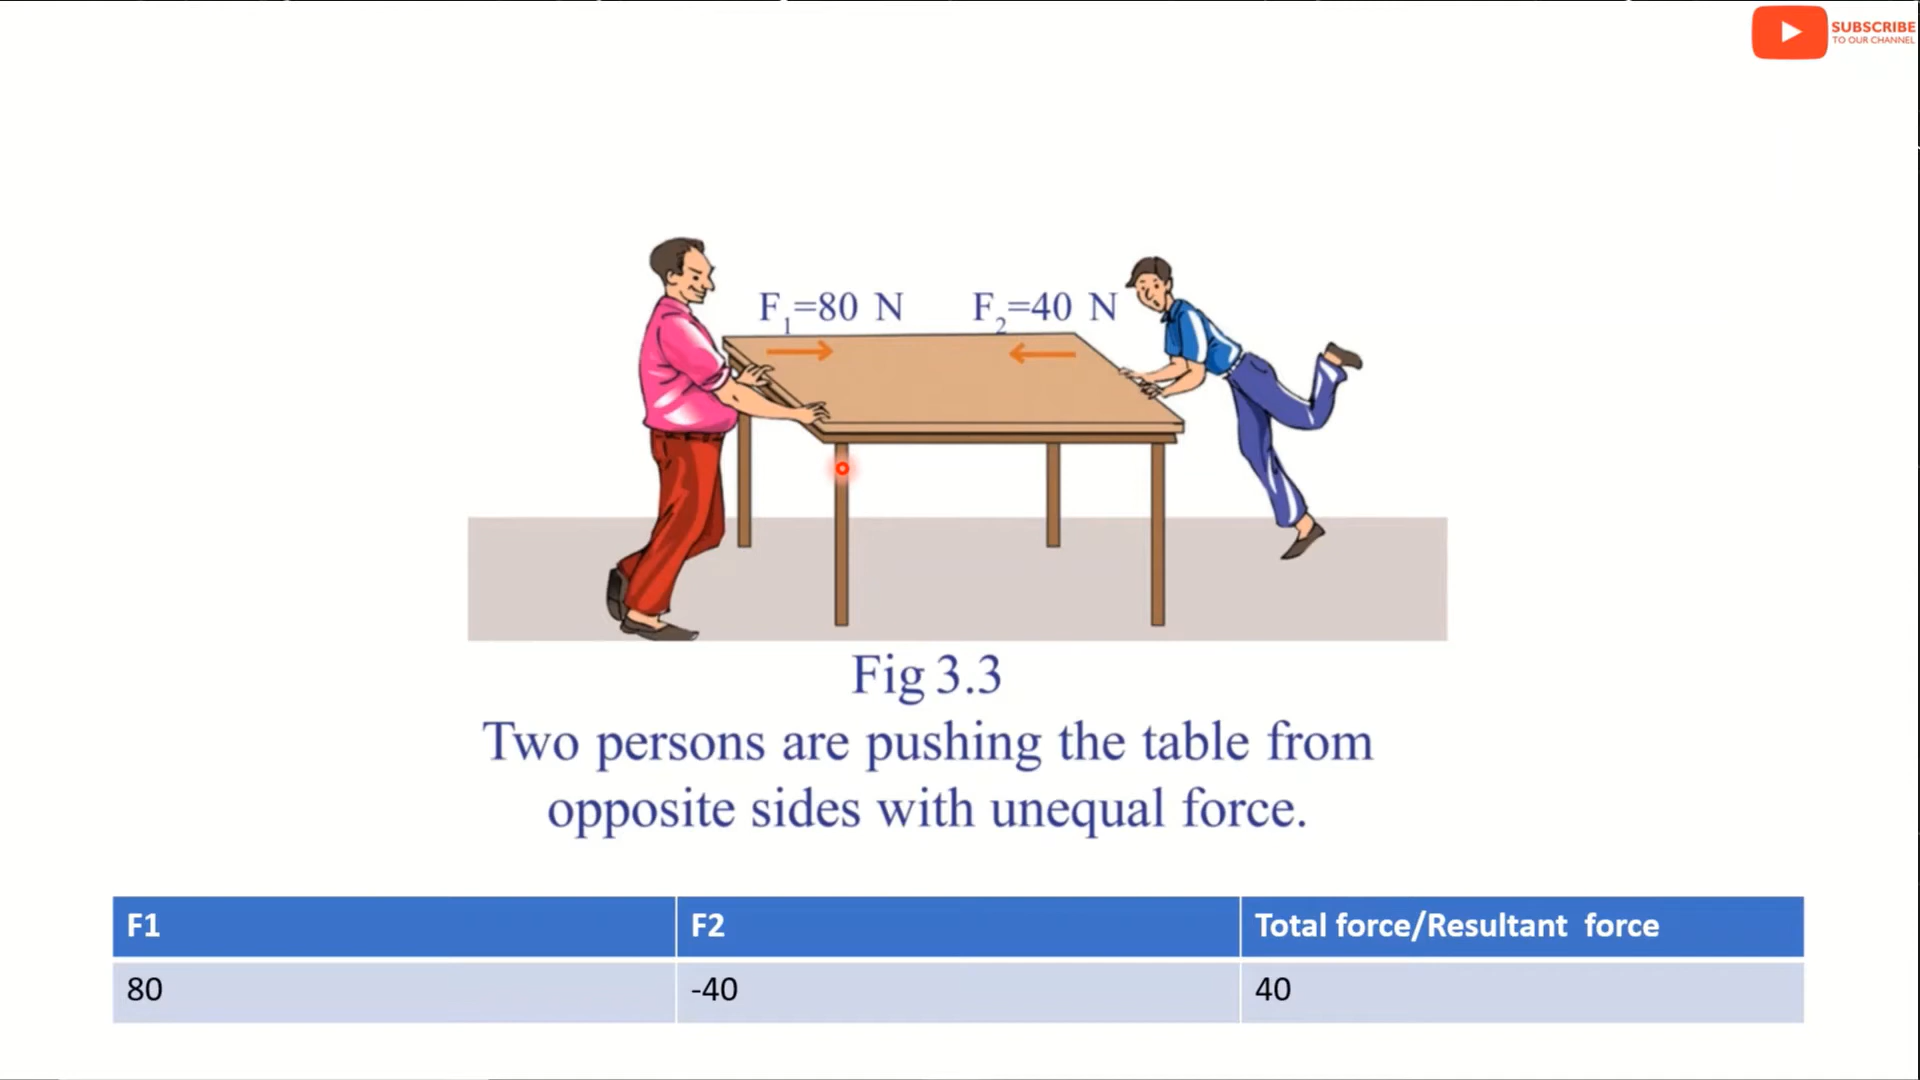 SUBSCRIBE
TO OUR CHANNEL
F1=80 N F2=40 N
Fig 3.3
Two persons are pushing the table from
opposite sides with unequal force.
F1 F2 Total force/Resultant force
80 -40 40